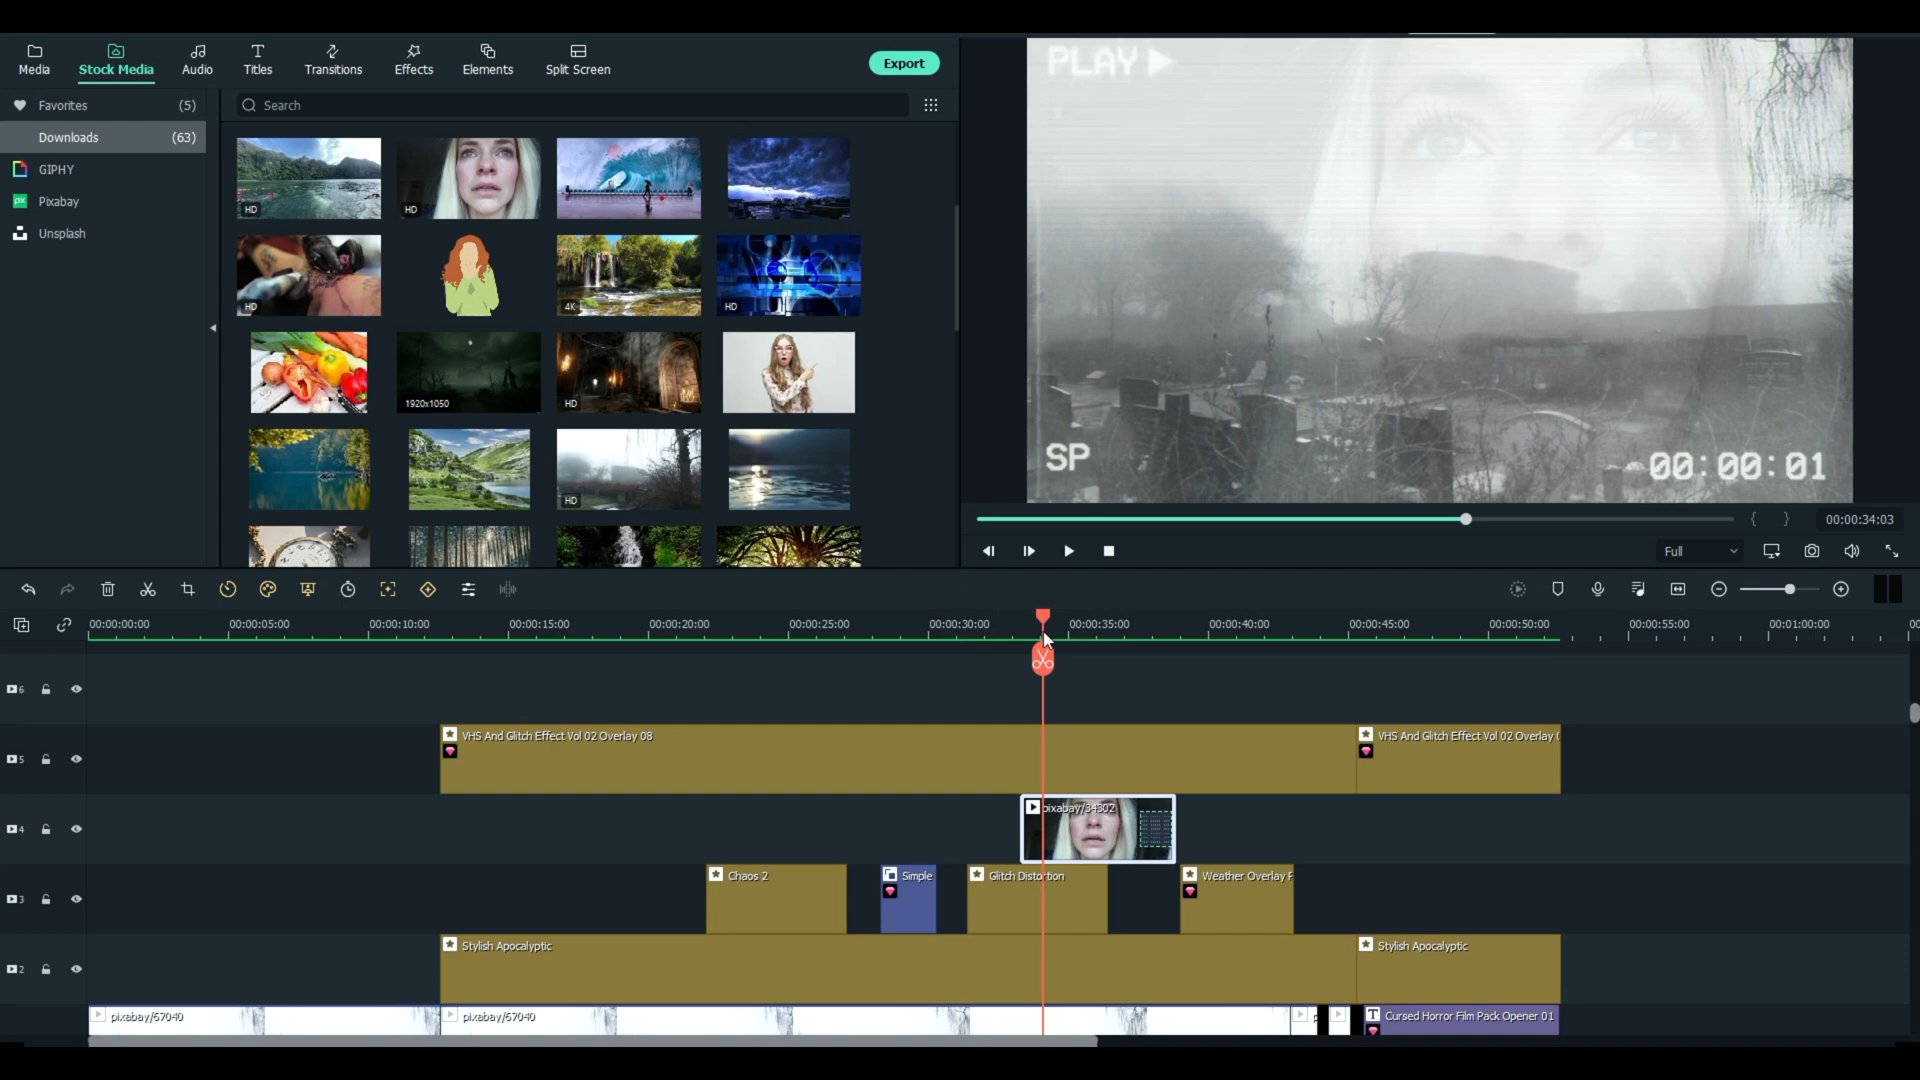 Media
Stock Media
Audio
Titles
Transitions
Effects
Elements
Split Screen
Export
Favorites (5)
Downloads (63)
GIPHY
px Pixabay
Unsplash
Search
HD
HD
HD
4K
HD
1920x1050
HD
HD
PLAY
SP
00:00:01
00:00:34:03
Full
00:00:00:00
00:00:05:00
00:00:10:00
00:00:15:00
00:00:20:00
00:00:25:00
00:00:30:00
00:00:35:00
00:00:40:00
00:00:45:00
00:00:50:00
00:00:55:00
00:01:00:00
00
6
5
VHS And Glitch Effect Vol 02 Overlay 08
VHS And Glitch Effect Vol 02 Overlay
4
pixabay/34302
3
Chaos 2
Simple
Glitch Distortion
Weather Overlay
2
Stylish Apocalyptic
Stylish Apocalyptic
pixabay/67040
pixabay/67040
T Cursed Horror Film Pack Opener 01